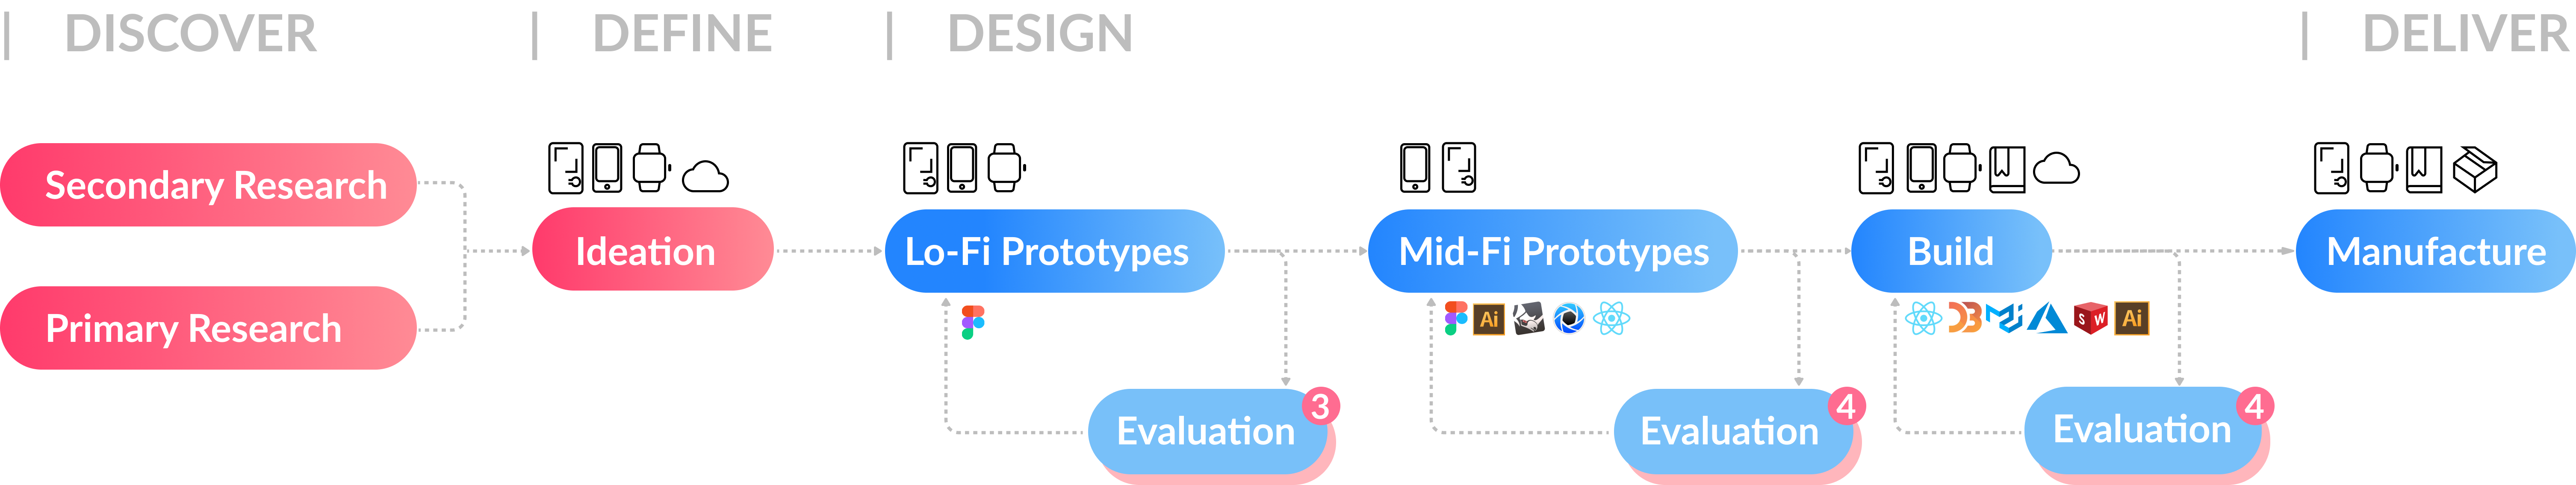 DISCOVER
DEFINE
DESIGN
DELIVER
Secondary Research
Primary Research
Ideation
Lo-Fi Prototypes
Mid-Fi Prototypes
Build
Manufacture
Ai
S W
Ai
Evaluation
3
Evaluation
4
Evaluation
4